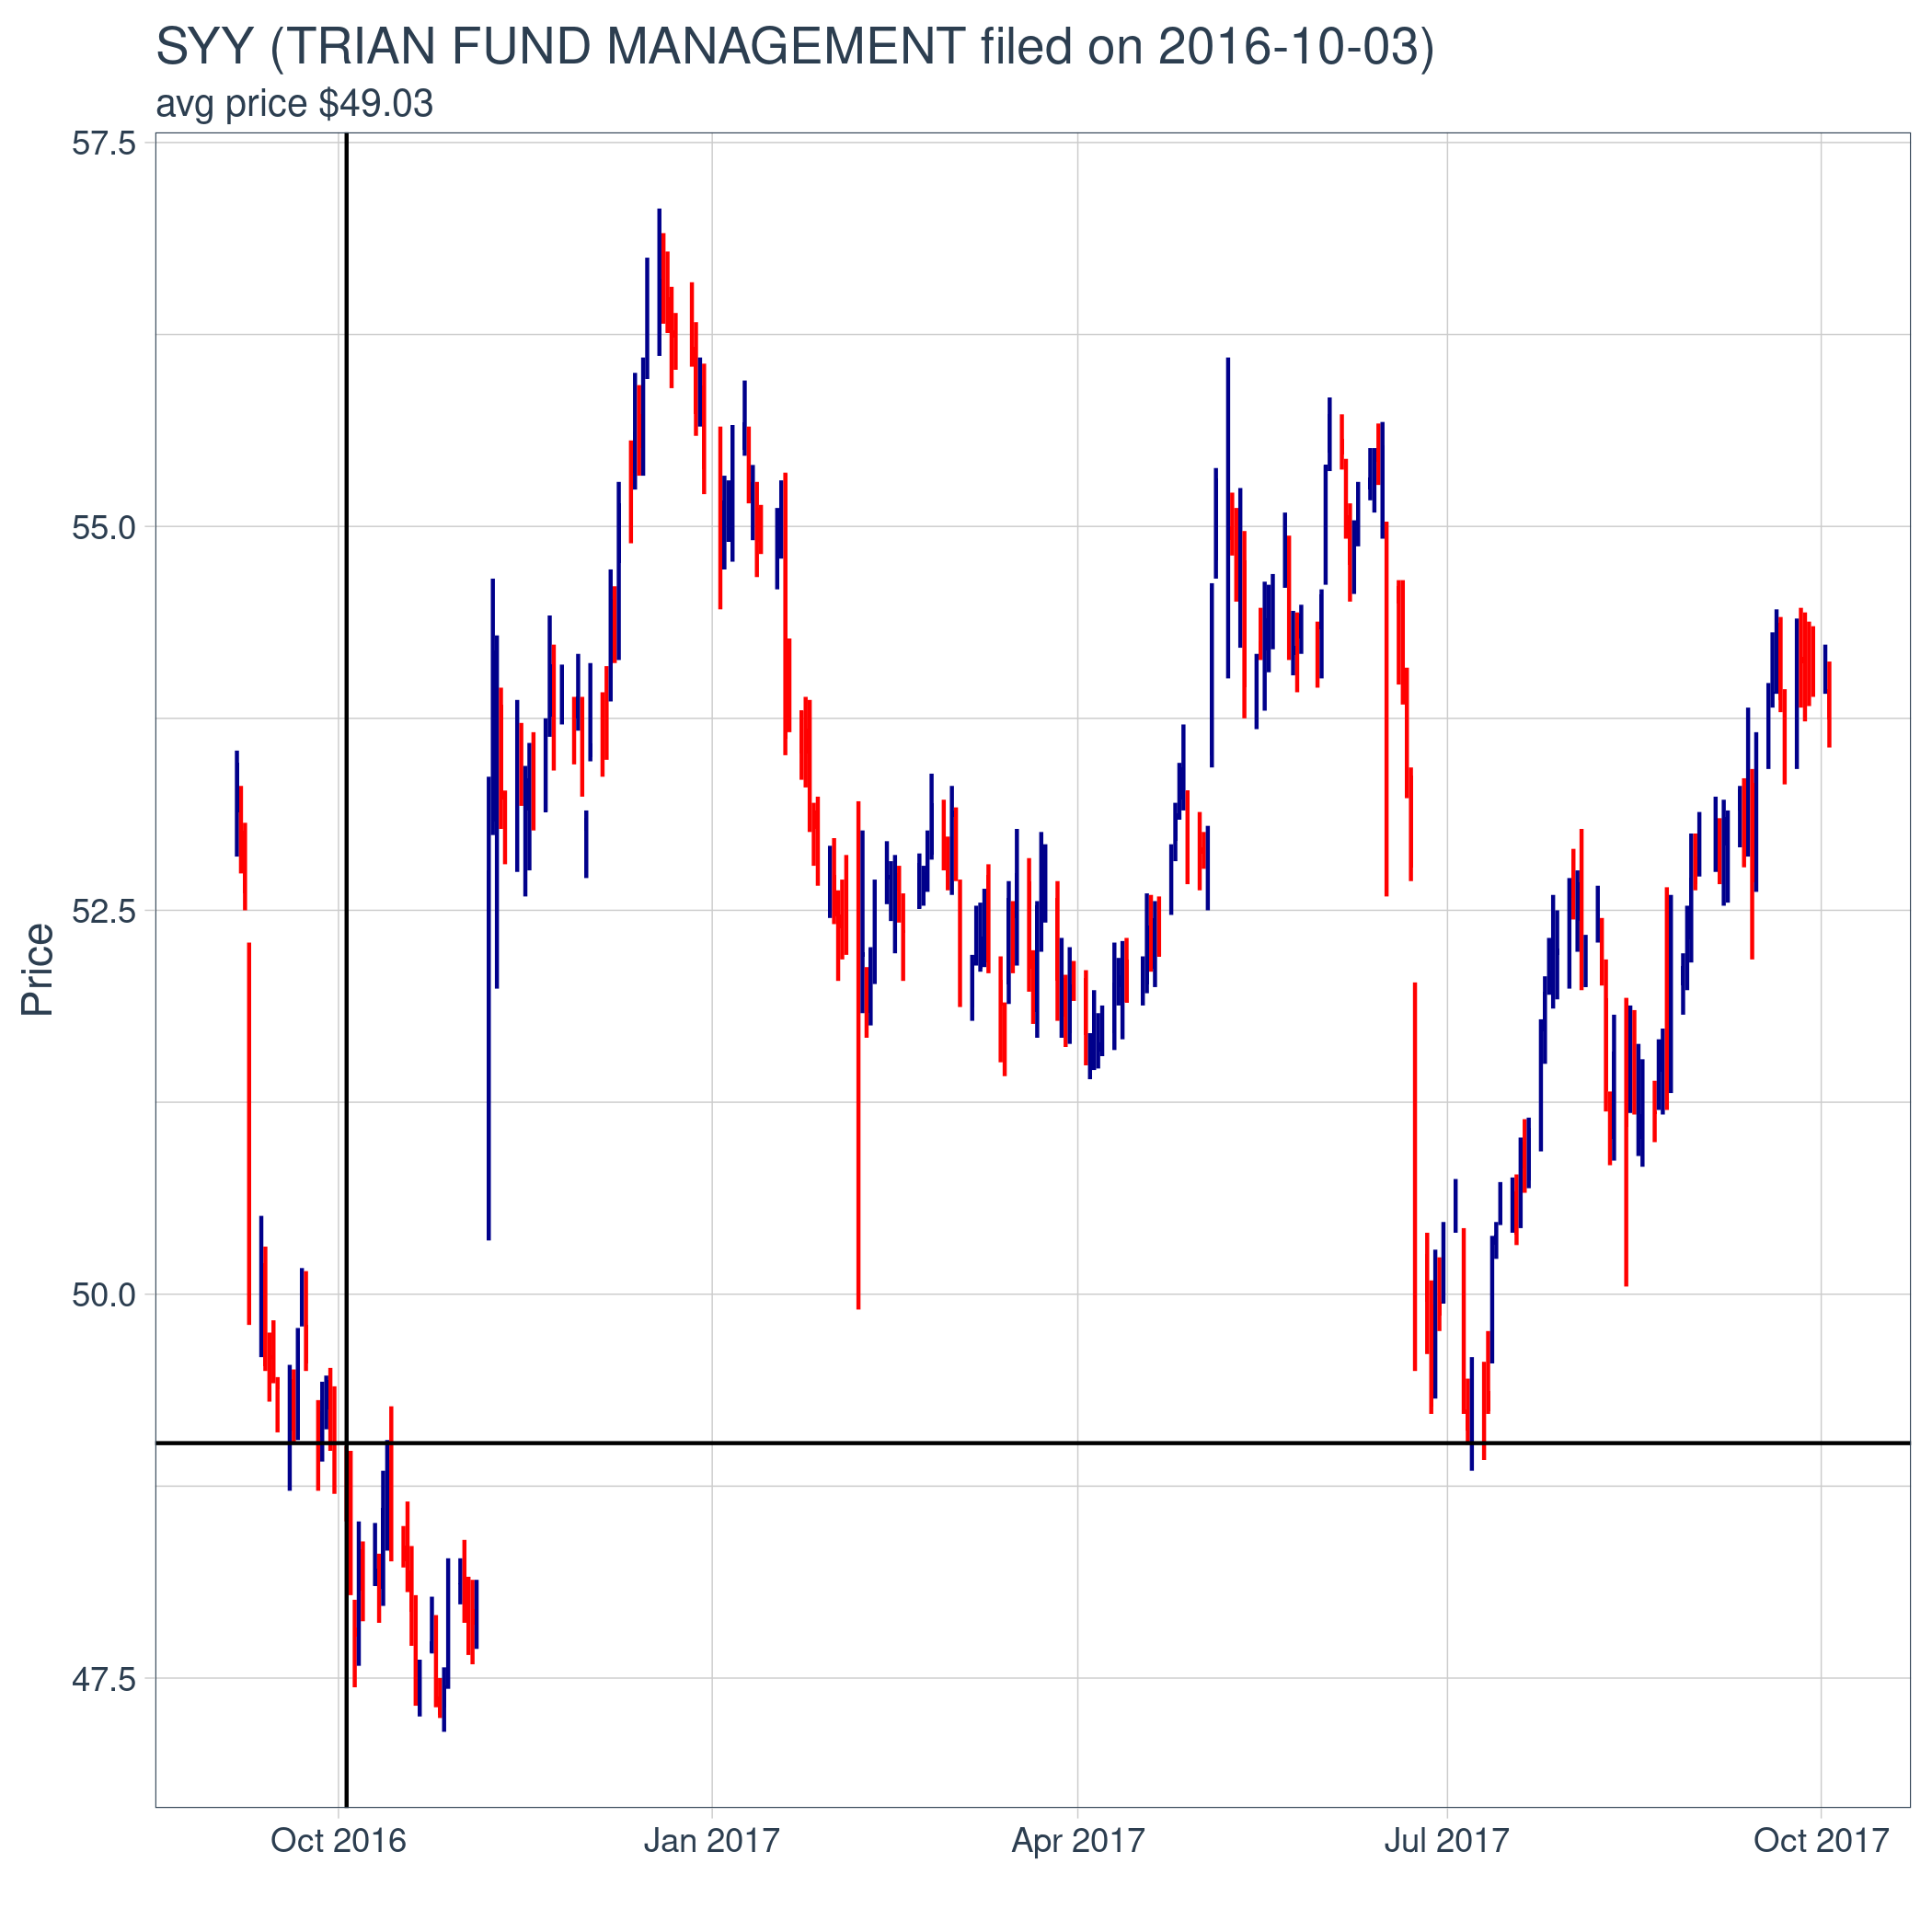 SYY (TRIAN FUND MANAGEMENT filed on 2016-10-03)
avg price $49.03
57.5
55.0
52.5
50.0
47.5
Price
Oct 2016 Jan 2017 Apr 2017 Jul 2017 Oct 2017